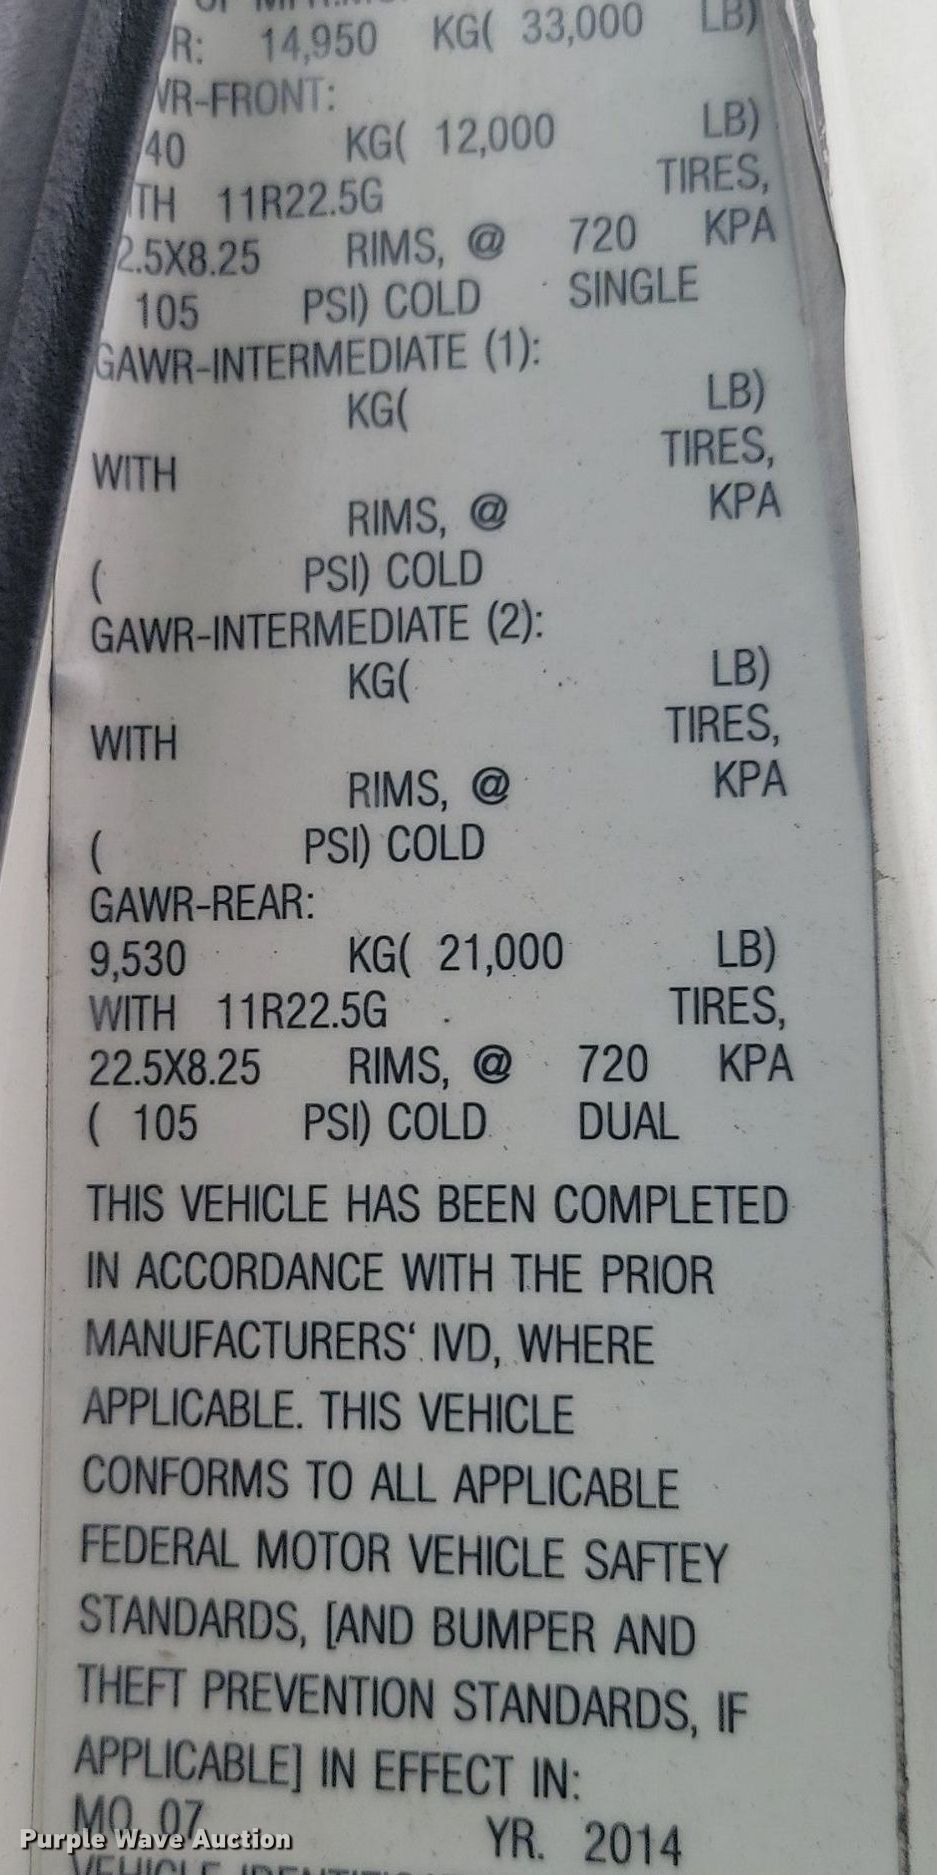 R: 14,950 KG( 33,000 LB)
WR-FRONT:
40 KG( 12,000 LB)
TH 11R22.5G TIRES,
2.5X8.25 RIMS, @ 720 KPA
105 PSI) COLD SINGLE
GAWR-INTERMEDIATE (1):
KG( LB)
WITH TIRES,
RIMS, @ KPA
( PSI) COLD
GAWR-INTERMEDIATE (2):
KG( LB)
WITH TIRES,
RIMS, @ KPA
( PSI) COLD
GAWR-REAR:
9,530 KG( 21,000 LB)
WITH 11R22.5G TIRES,
22.5X8.25 RIMS, @ 720 KPA
( 105 PSI) COLD DUAL
THIS VEHICLE HAS BEEN COMPLETED
IN ACCORDANCE WITH THE PRIOR
MANUFACTURERS‘ IVD, WHERE
APPLICABLE. THIS VEHICLE
CONFORMS TO ALL APPLICABLE
FEDERAL MOTOR VEHICLE SAFTEY
STANDARDS, [AND BUMPER AND
THEFT PREVENTION STANDARDS, IF
APPLICABLE] IN EFFECT IN:
MO. 07 YR. 2014
Purple Wave Auction
VEHICLE